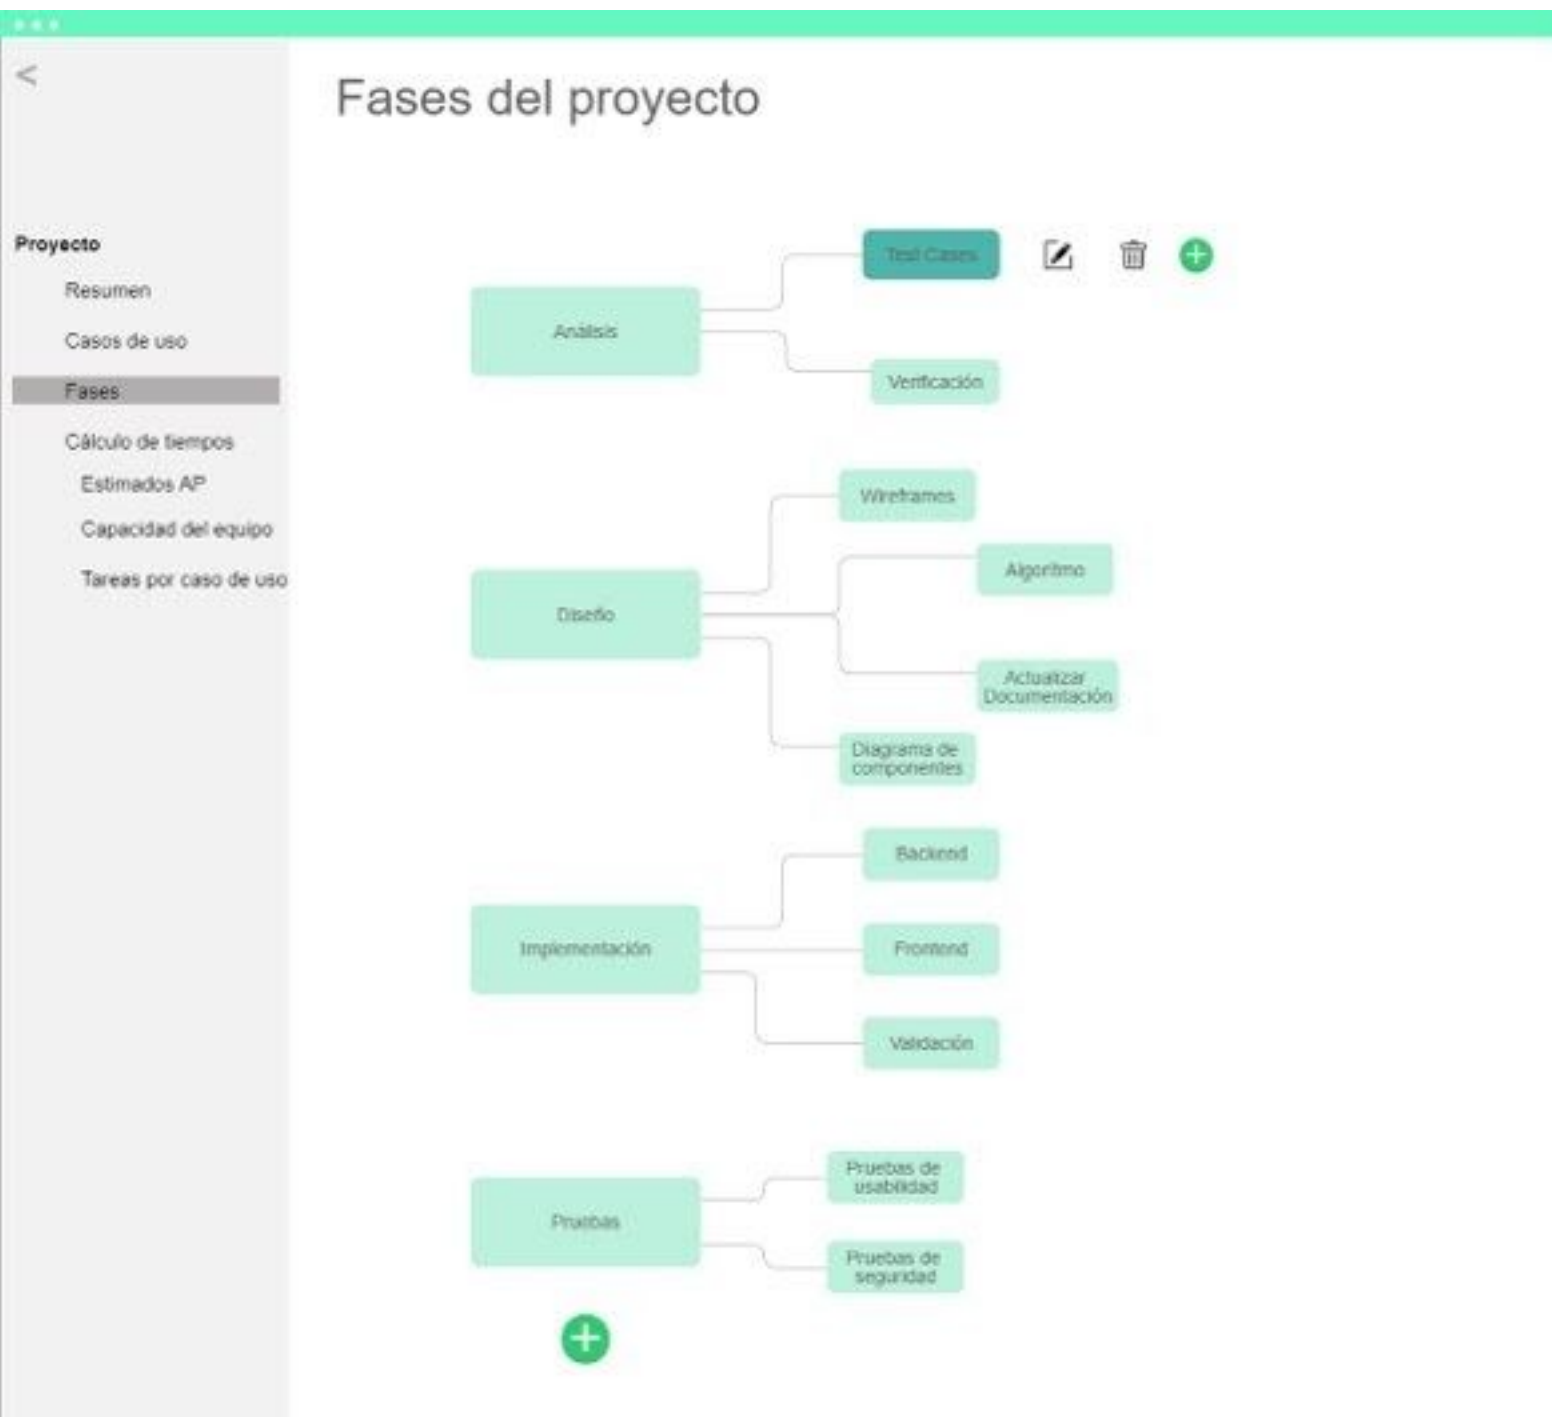 <
Fases del proyecto
Proyecto
Resumen
Casos de uso
Fases
Cálculo de tiempos
Estimados AP
Capacidad del equipo
Tareas por caso de uso
Test Cases
Análisis
Verificación
Wireframes
Algoritmo
Diseño
Actualizar
Documentación
Diagrama de
componentes
Backend
Implementación
Frontend
Validación
Pruebas de
usabilidad
Pruebas
Pruebas de
seguridad